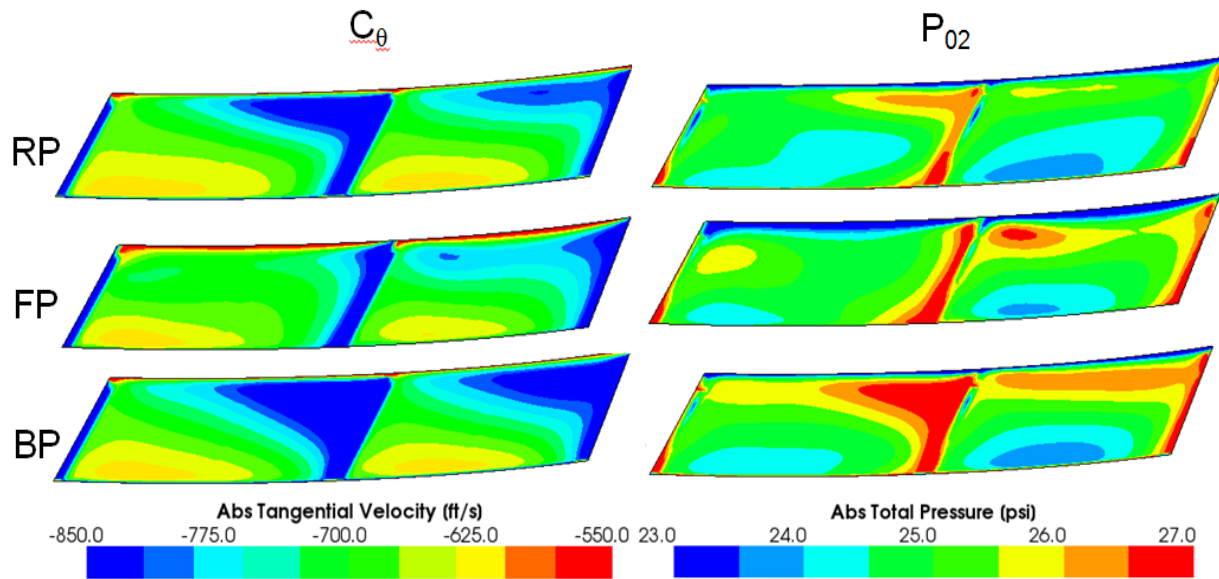 Cθ P02
RP
FP
BP
Abs Tangential Velocity (ft/s) Abs Total Pressure (psi)
-850.0 -775.0 -700.0 -625.0 -550.0 23.0 24.0 25.0 26.0 27.0